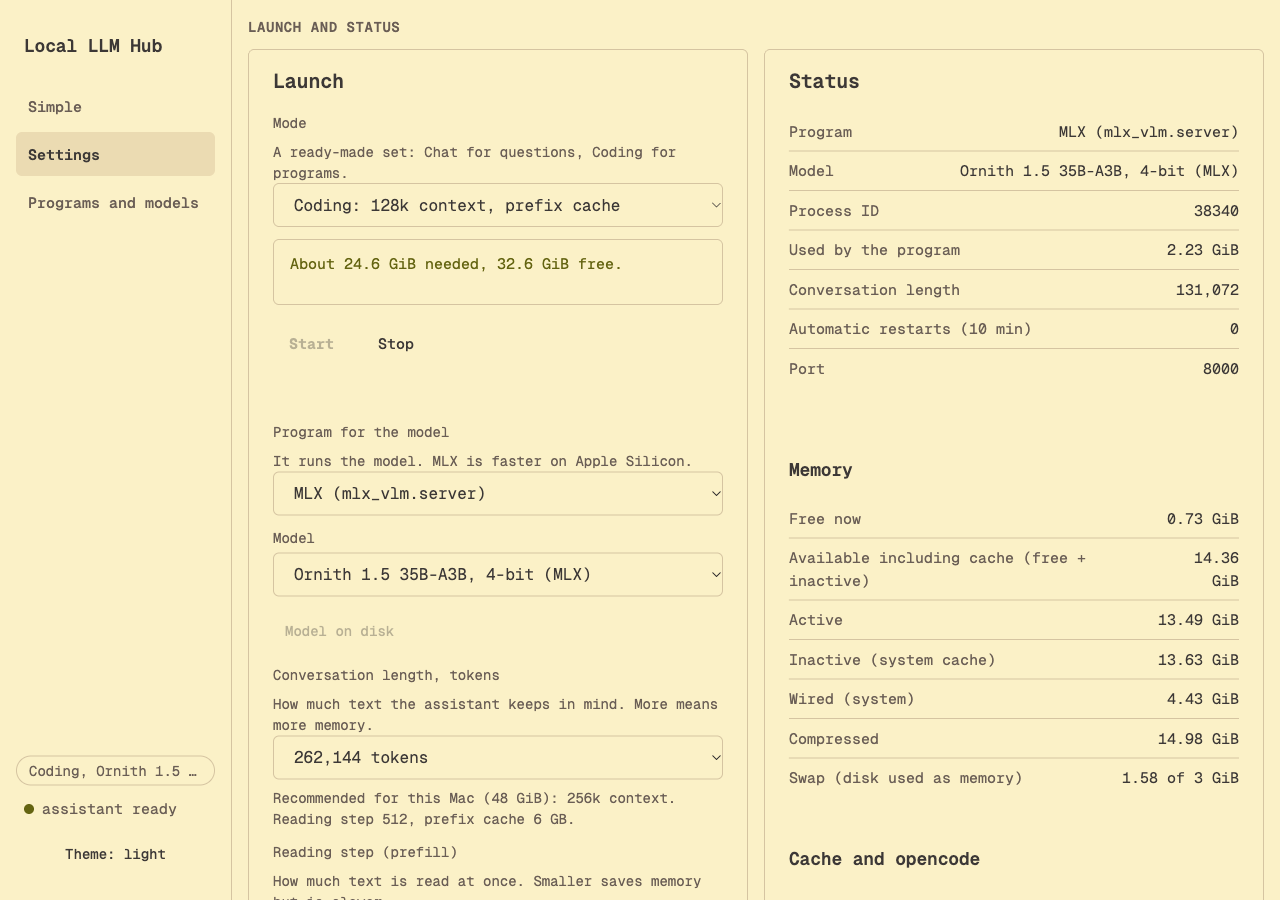 Local LLM Hub
Simple
Settings
Programs and models
Coding, Ornith 1.5 …
assistant ready
Theme: light
LAUNCH AND STATUS
Launch
Mode
A ready-made set: Chat for questions, Coding for
programs.
Coding: 128k context, prefix cache
About 24.6 GiB needed, 32.6 GiB free.
Start Stop
Program for the model
It runs the model. MLX is faster on Apple Silicon.
MLX (mlx_vlm.server)
Model
Ornith 1.5 35B-A3B, 4-bit (MLX)
Model on disk
Conversation length, tokens
How much text the assistant keeps in mind. More means
more memory.
262,144 tokens
Recommended for this Mac (48 GiB): 256k context.
Reading step 512, prefix cache 6 GB.
Reading step (prefill)
How much text is read at once. Smaller saves memory
Status
Program MLX (mlx_vlm.server)
Model Ornith 1.5 35B-A3B, 4-bit (MLX)
Process ID 38340
Used by the program 2.23 GiB
Conversation length 131,072
Automatic restarts (10 min) 0
Port 8000
Memory
Free now 0.73 GiB
Available including cache (free + 14.36
inactive) GiB
Active 13.49 GiB
Inactive (system cache) 13.63 GiB
Wired (system) 4.43 GiB
Compressed 14.98 GiB
Swap (disk used as memory) 1.58 of 3 GiB
Cache and opencode